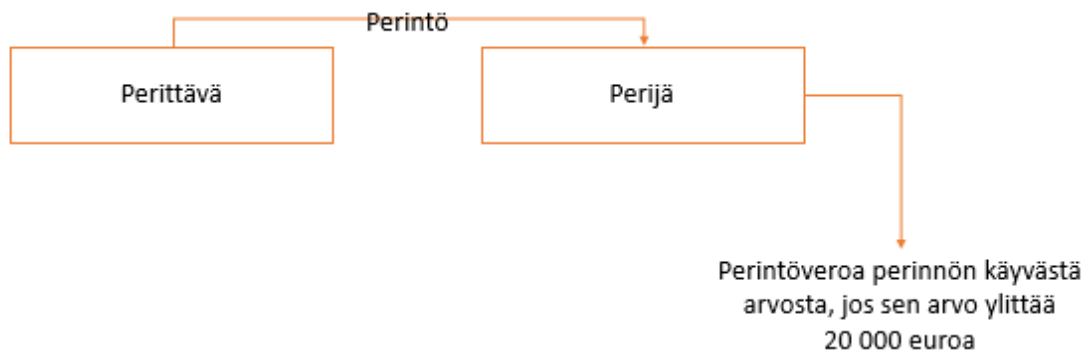 Perintö
Perittävä
Perijä
Perintöveroa perinnön käyvästä
arvosta, jos sen arvo ylittää
20 000 euroa